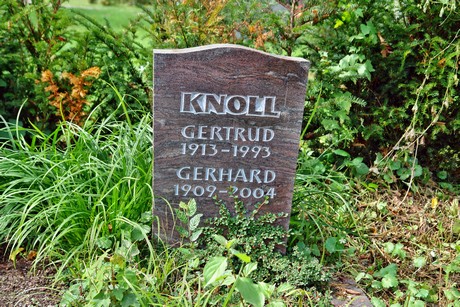 KNOLL
GERTRUD
1913-1993
GERHARD
1909-2004